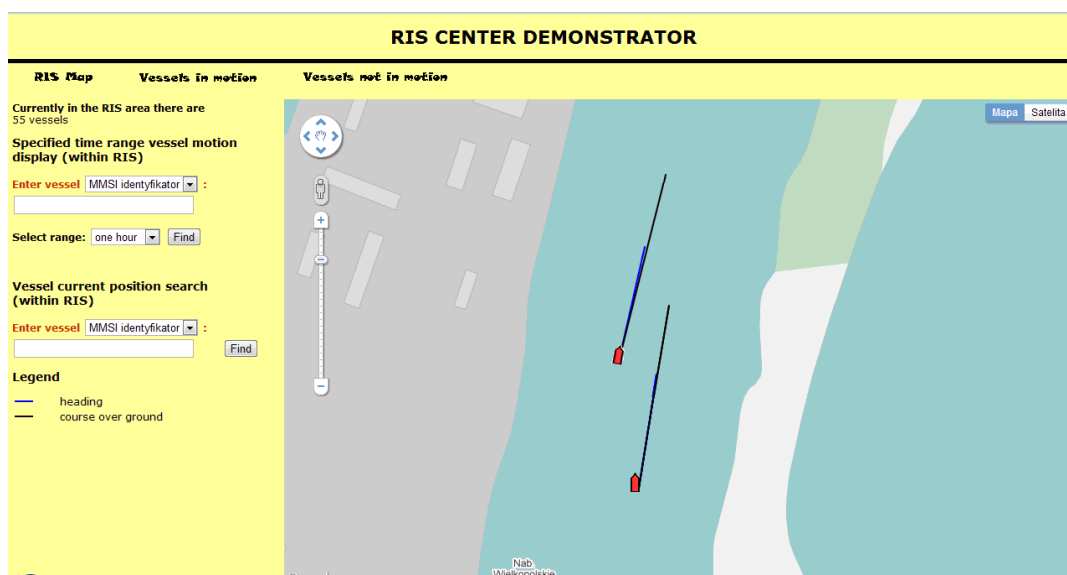 RIS CENTER DEMONSTRATOR
RIS Map Vessels in motion Vessels not in motion
Currently in the RIS area there are
55 vessels
Specified time range vessel motion
display (within RIS)
Enter vessel MMSI identyfikator :
Select range: one hour Find
Vessel current position search
(within RIS)
Enter vessel MMSI identyfikator :
Find
Legend
heading
course over ground
Mapa Satelita
+
−
Nab.
Wielkopolskie